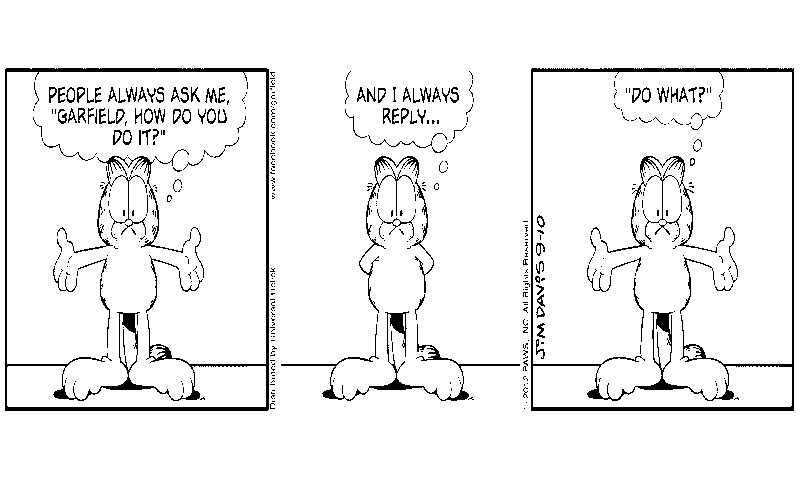 PEOPLE ALWAYS ASK ME,
"GARFIELD, HOW DO YOU
DO IT?"
www.facebook.com/garfield
Distributed by Universal Uclick
AND I ALWAYS
REPLY...
© 2012 PAWS, INC. All Rights Reserved.
JIM DAVIS 9-10
"DO WHAT?"